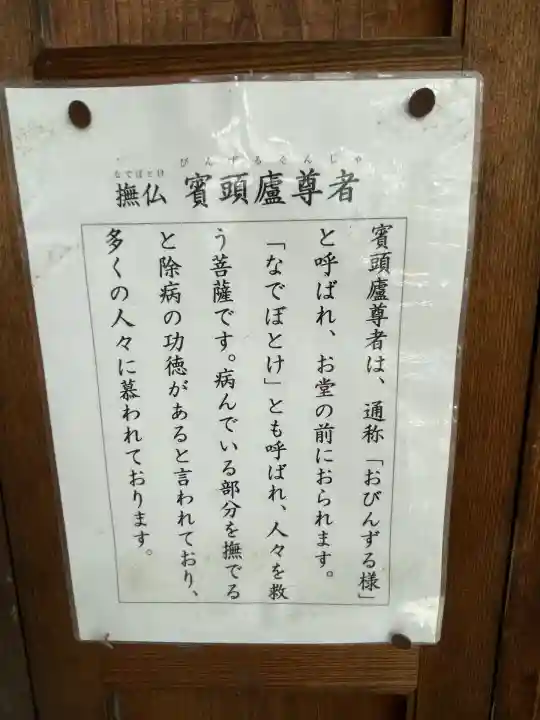 びんずるそんじゃ
なでぼとけ
撫仏 賓頭廬尊者
賓頭廬尊者は、通称「おびんずる様」
と呼ばれ、お堂の前におられます。
「なでぼとけ」とも呼ばれ、人々を救
う菩薩です。病んでいる部分を撫でる
と除病の功徳があると言われており、
多くの人々に慕われております。